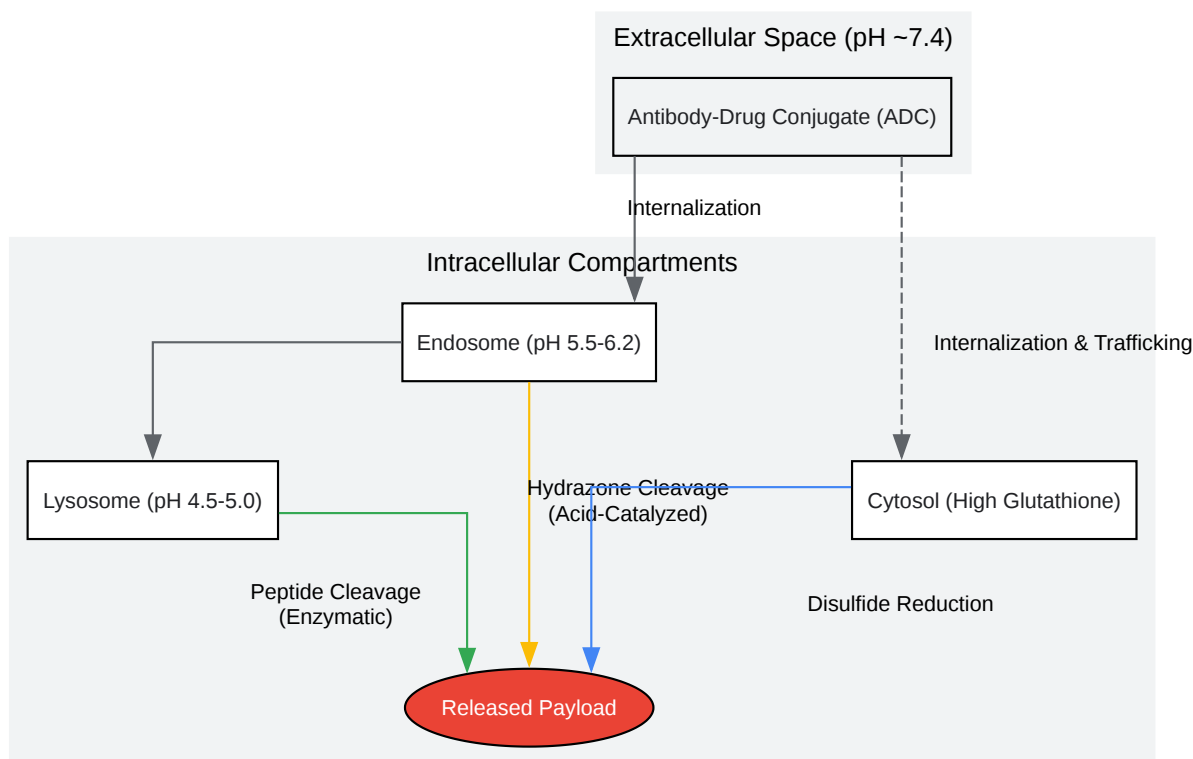 Extracellular Space (pH ~7.4)
Antibody-Drug Conjugate (ADC)
Internalization
Intracellular Compartments
Endosome (pH 5.5-6.2)
Internalization & Trafficking
Lysosome (pH 4.5-5.0)
Hydrazone Cleavage
(Acid-Catalyzed)
Cytosol (High Glutathione)
Peptide Cleavage
(Enzymatic)
Disulfide Reduction
Released Payload